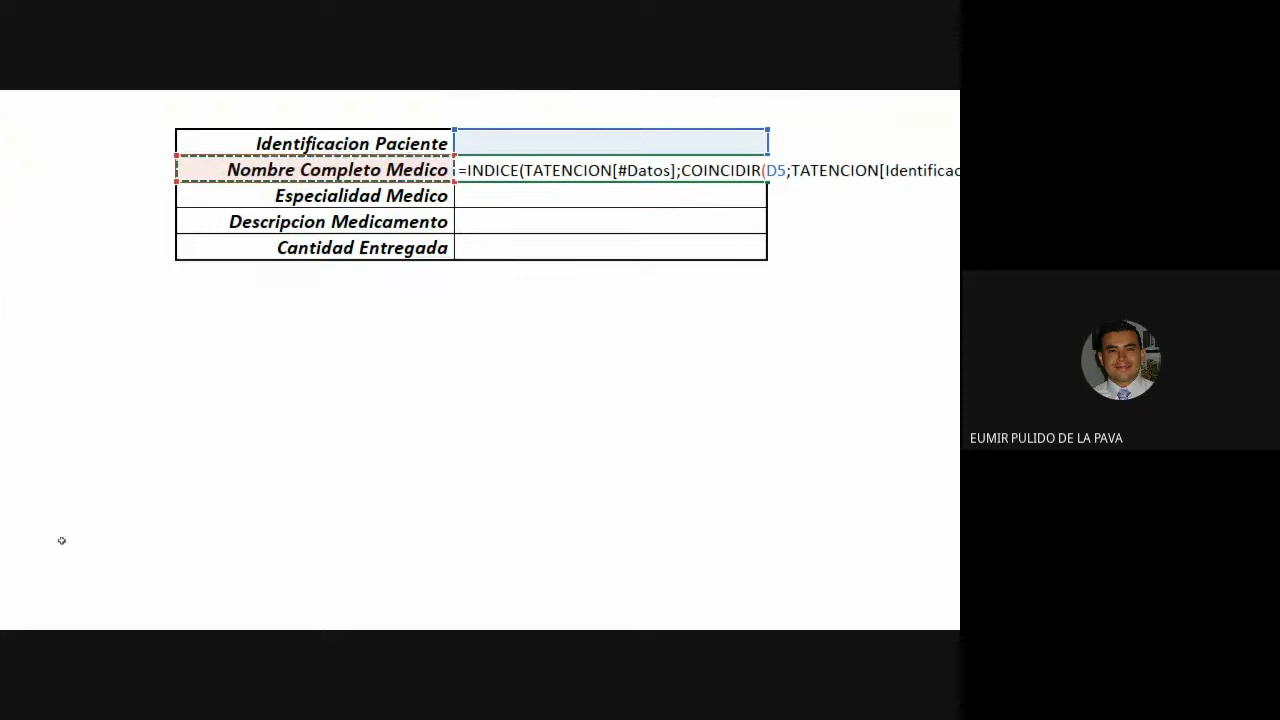 Identificacion Paciente
Nombre Completo Medico =INDICE(TATENCION[#Datos];COINCIDIR(D5;TATENCION[Identificac
Especialidad Medico
Descripcion Medicamento
Cantidad Entregada
EUMIR PULIDO DE LA PAVA